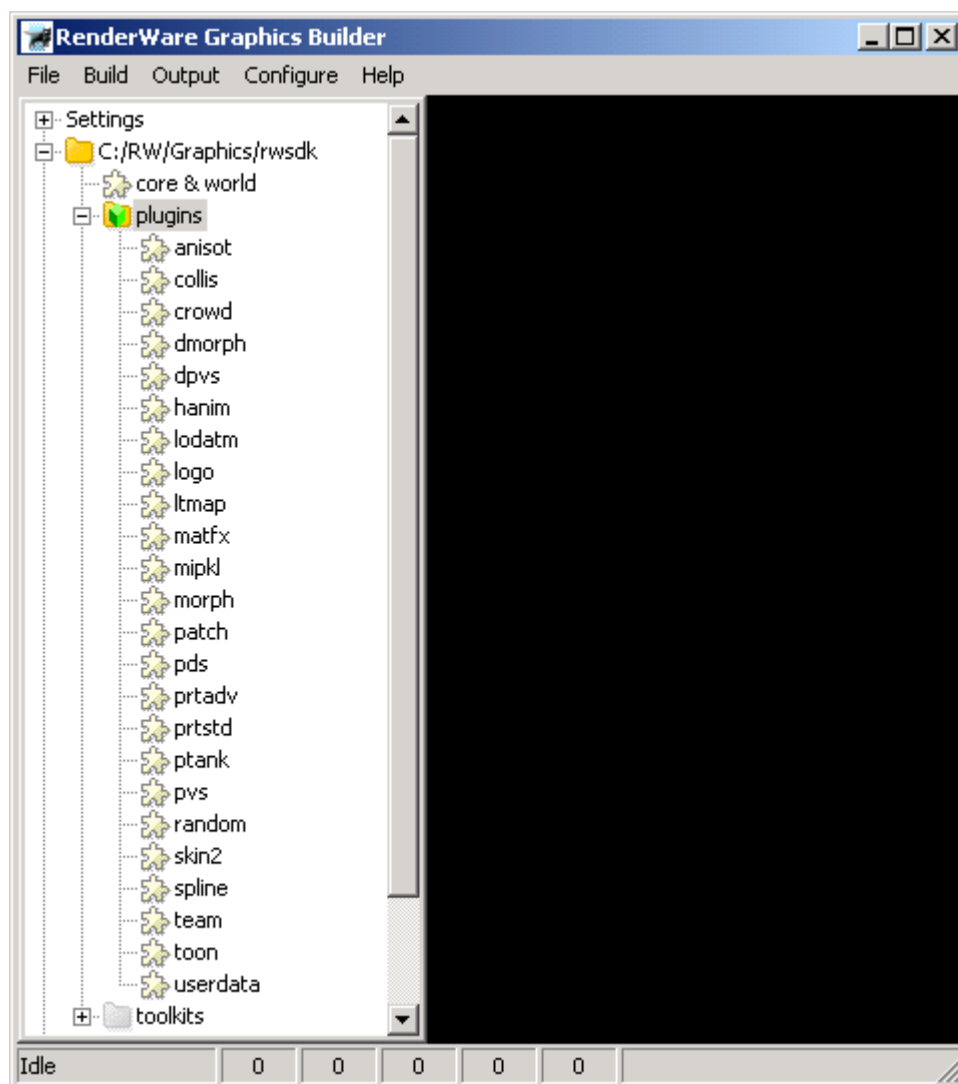 RenderWare Graphics Builder
File Build Output Configure Help
Settings
C:/RW/Graphics/rwsdk
core & world
plugins
anisot
collis
crowd
dmorph
dpvs
hanim
lodatm
logo
ltmap
matfx
mipkl
morph
patch
pds
prtadv
prtstd
ptank
pvs
random
skin2
spline
team
toon
userdata
toolkits
Idle 0 0 0 0 0